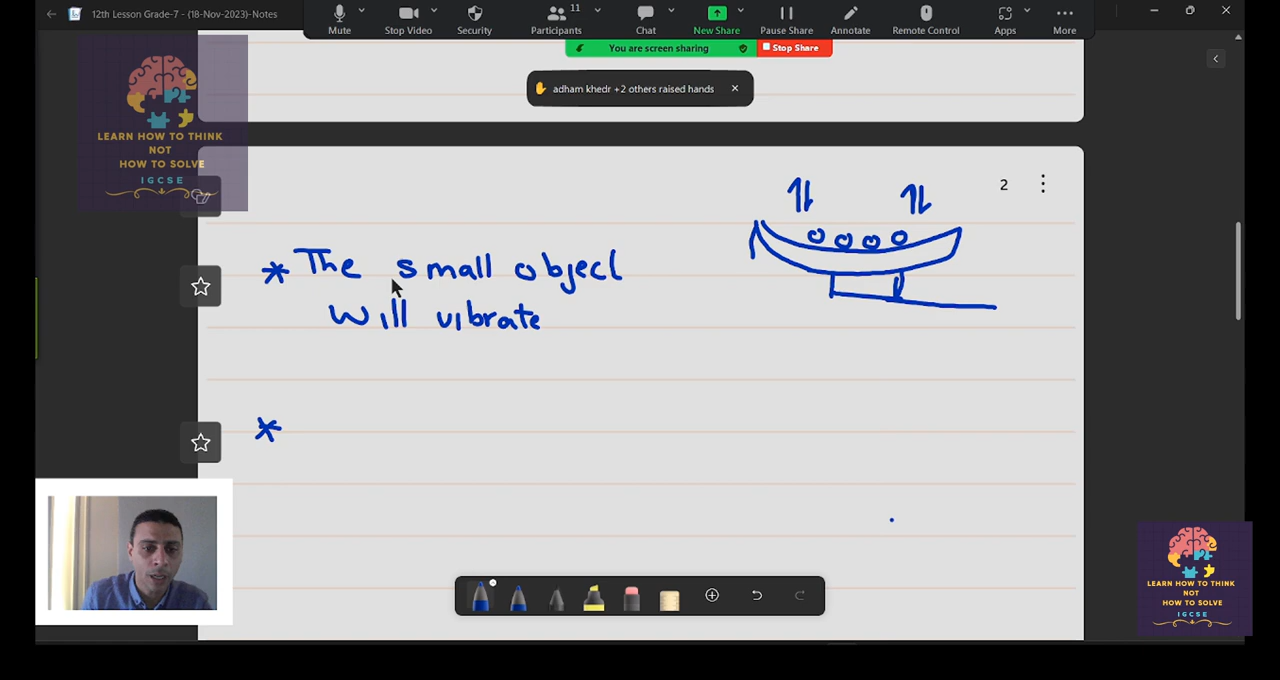 12th Lesson Grade-7 - (18-Nov-2023)-Notes
Mute
Stop Video
Security
11
Participants
Chat
New Share
Pause Share
Annotate
Remote Control
Apps
More
You are screen sharing
Stop Share
adham khedr +2 others raised hands
LEARN HOW TO THINK
NOT
HOW TO SOLVE
IGCSE
2
* The small object
will vibrate
*
LEARN HOW TO THINK
NOT
HOW TO SOLVE
IGCSE